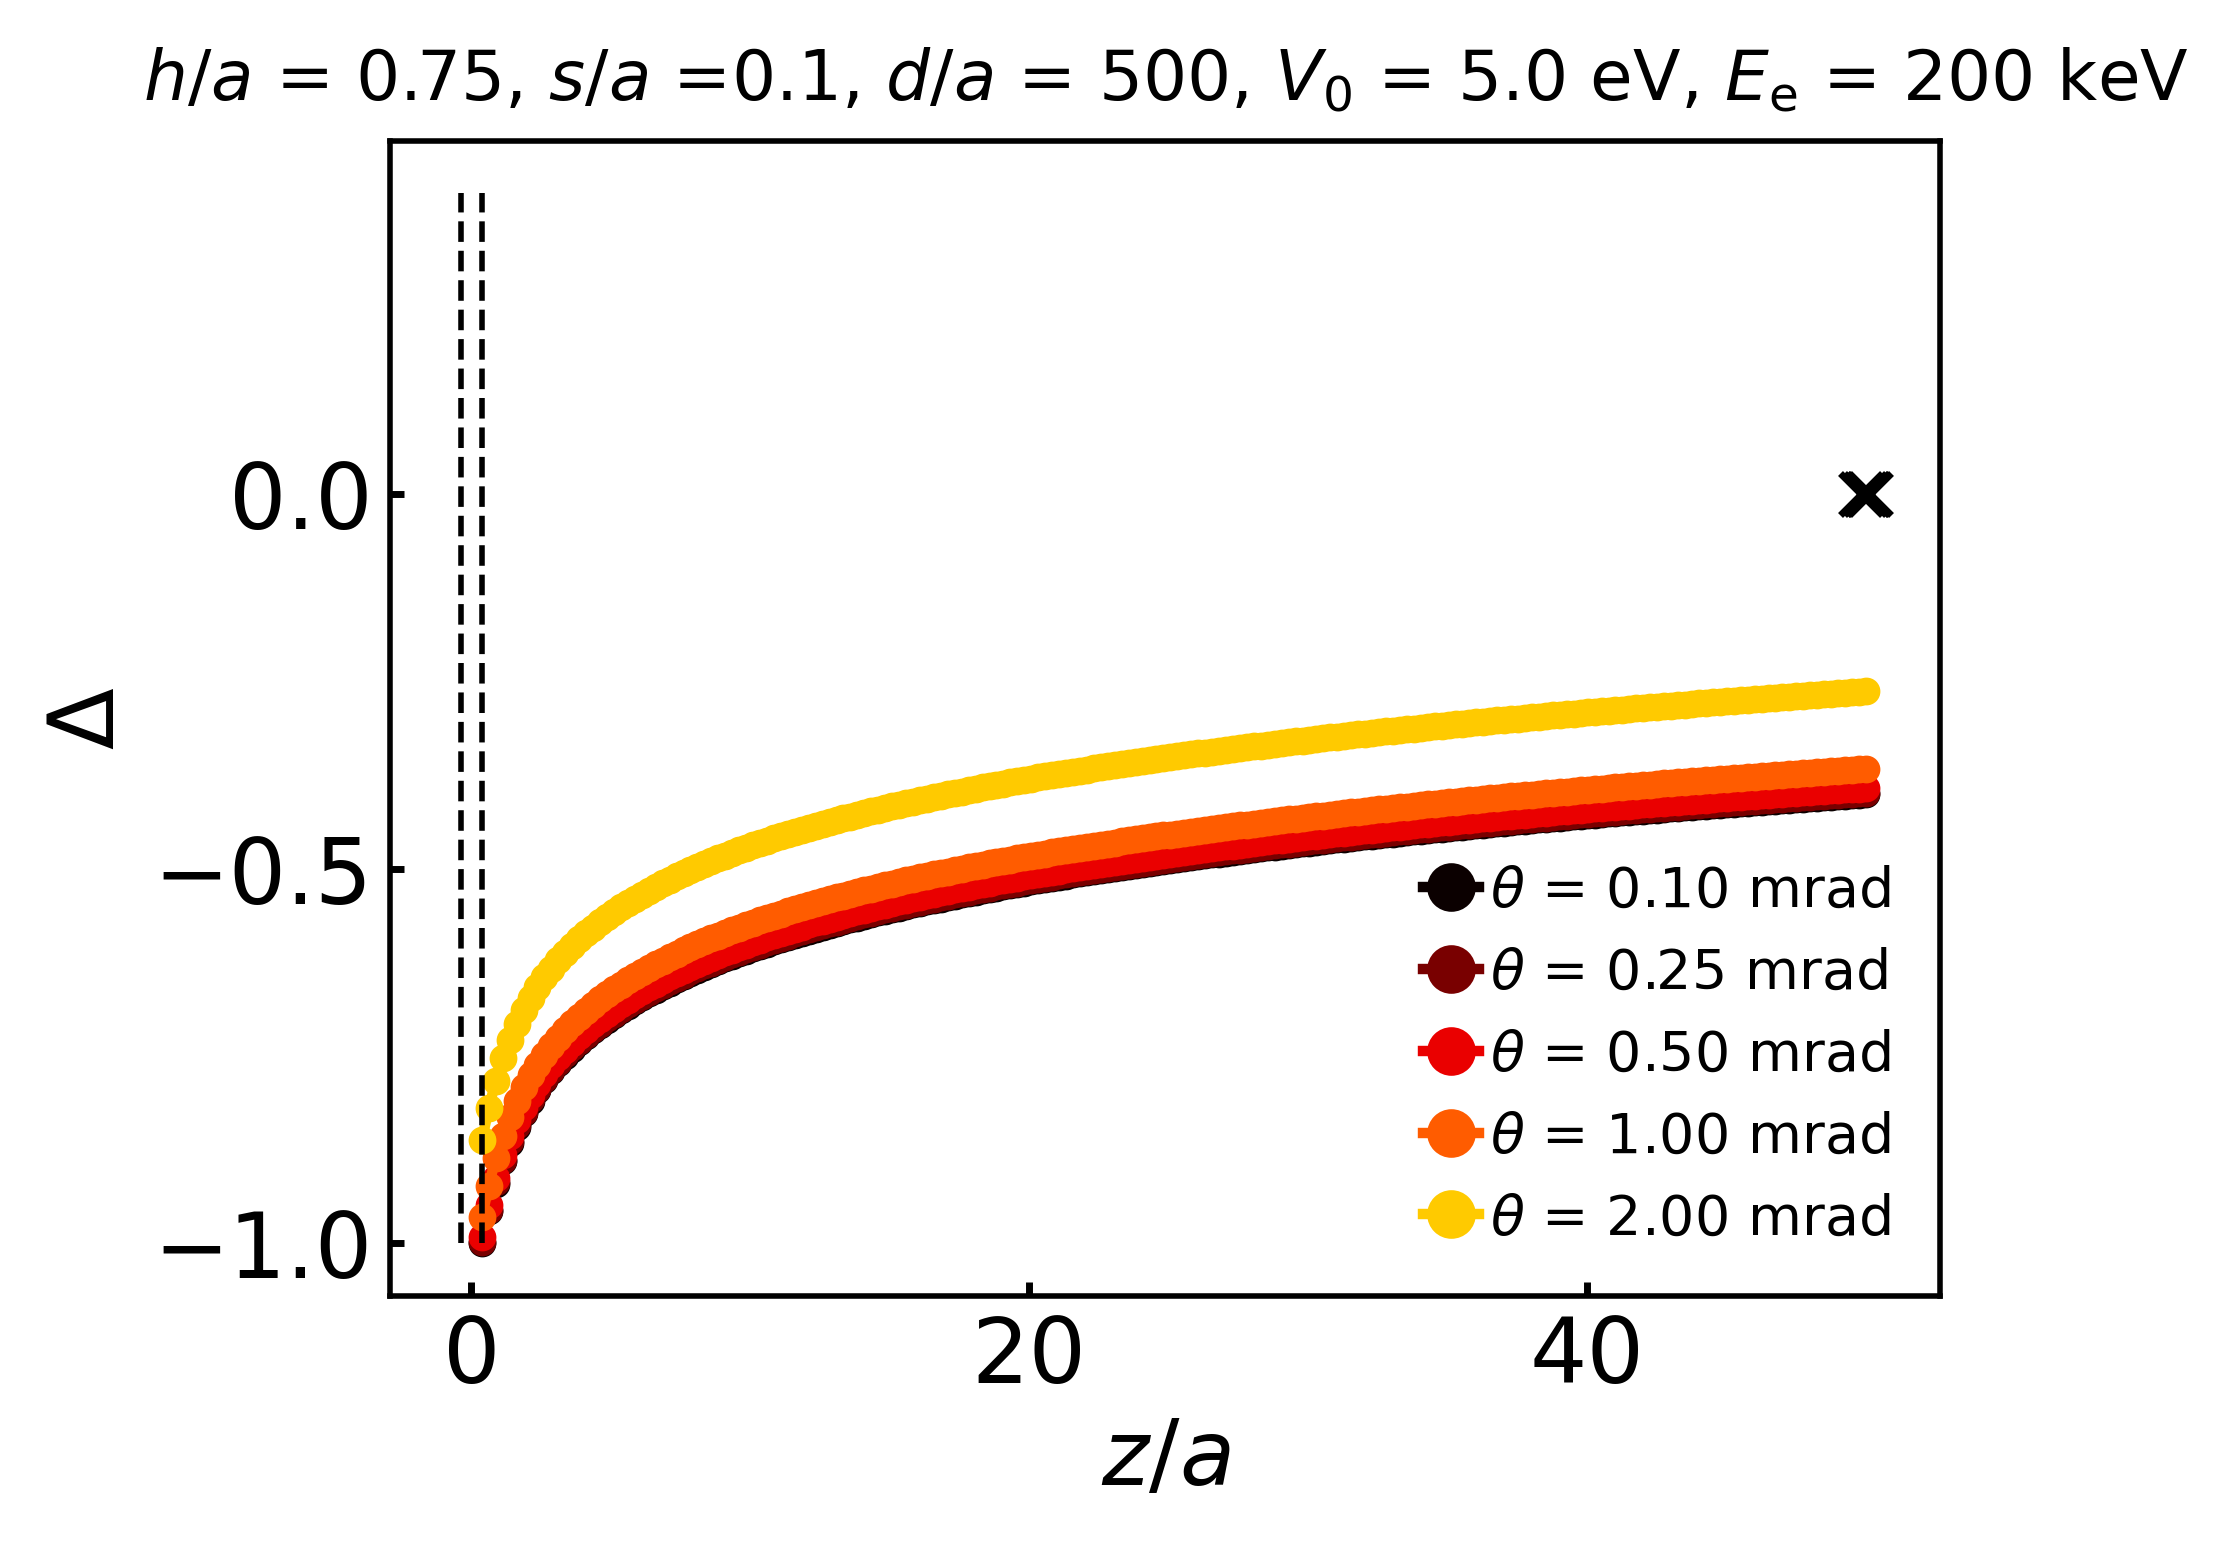 h/a = 0.75, s/a =0.1, d/a = 500, V₀ = 5.0 eV, Eₑ = 200 keV
Δ
0.0
−0.5
−1.0
θ = 0.10 mrad
θ = 0.25 mrad
θ = 0.50 mrad
θ = 1.00 mrad
θ = 2.00 mrad
0 20 40
z/a